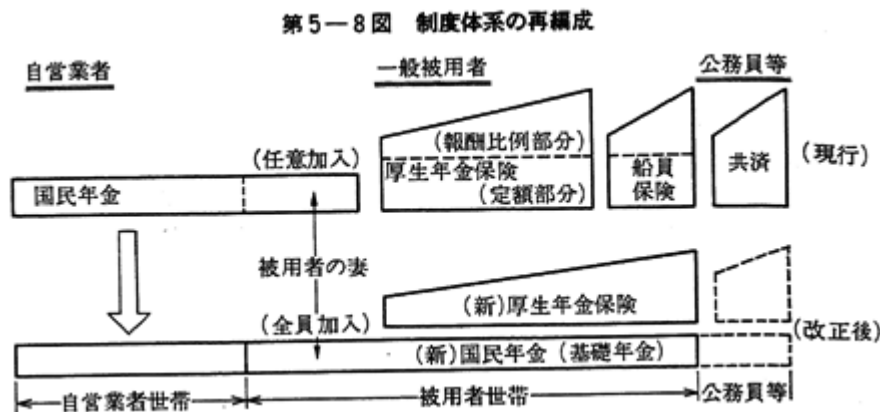 第5－8図 制度体系の再編成
自営業者
一般被用者
公務員等
(任意加入)
(報酬比例部分)
厚生年金保険
(定額部分)
船員
保険
共済
(現行)
国民年金
被用者の妻
(全員加入)
(新)厚生年金保険
(改正後)
(新)国民年金(基礎年金)
自営業者世帯
被用者世帯
公務員等